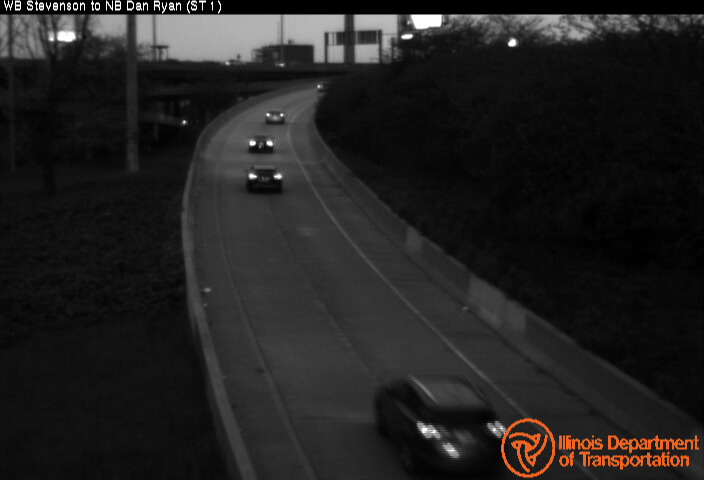 WB Stevenson to NB Dan Ryan (ST 1)
Illinois Department
of Transportation